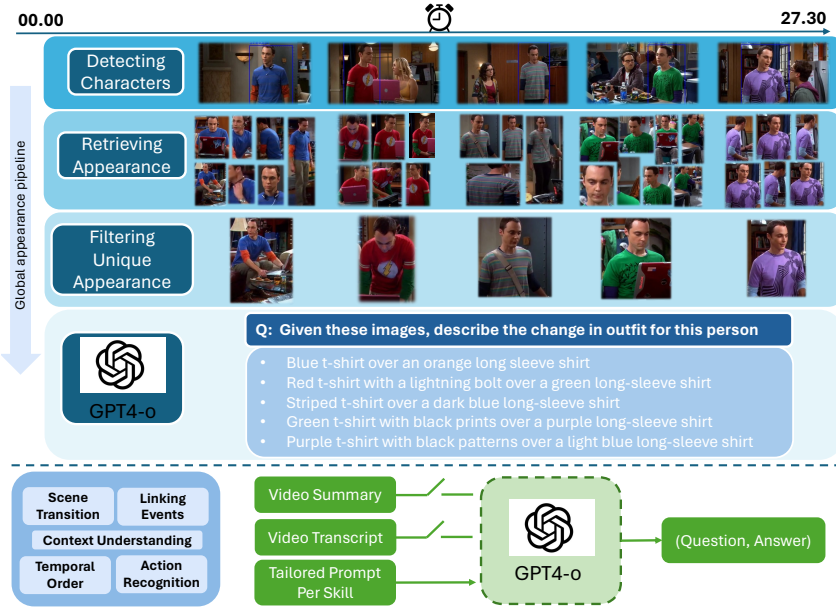 00.00
27.30
Detecting
Characters
Global appearance pipeline
Retrieving
Appearance
Filtering
Unique
Appearance
Q: Given these images, describe the change in outfit for this person
GPT4-o
• Blue t-shirt over an orange long sleeve shirt
• Red t-shirt with a lightning bolt over a green long-sleeve shirt
• Striped t-shirt over a dark blue long-sleeve shirt
• Green t-shirt with black prints over a purple long-sleeve shirt
• Purple t-shirt with black patterns over a light blue long-sleeve shirt
Scene
Transition
Linking
Events
Context Understanding
Temporal
Order
Action
Recognition
Video Summary
Video Transcript
Tailored Prompt
Per Skill
GPT4-o
(Question, Answer)